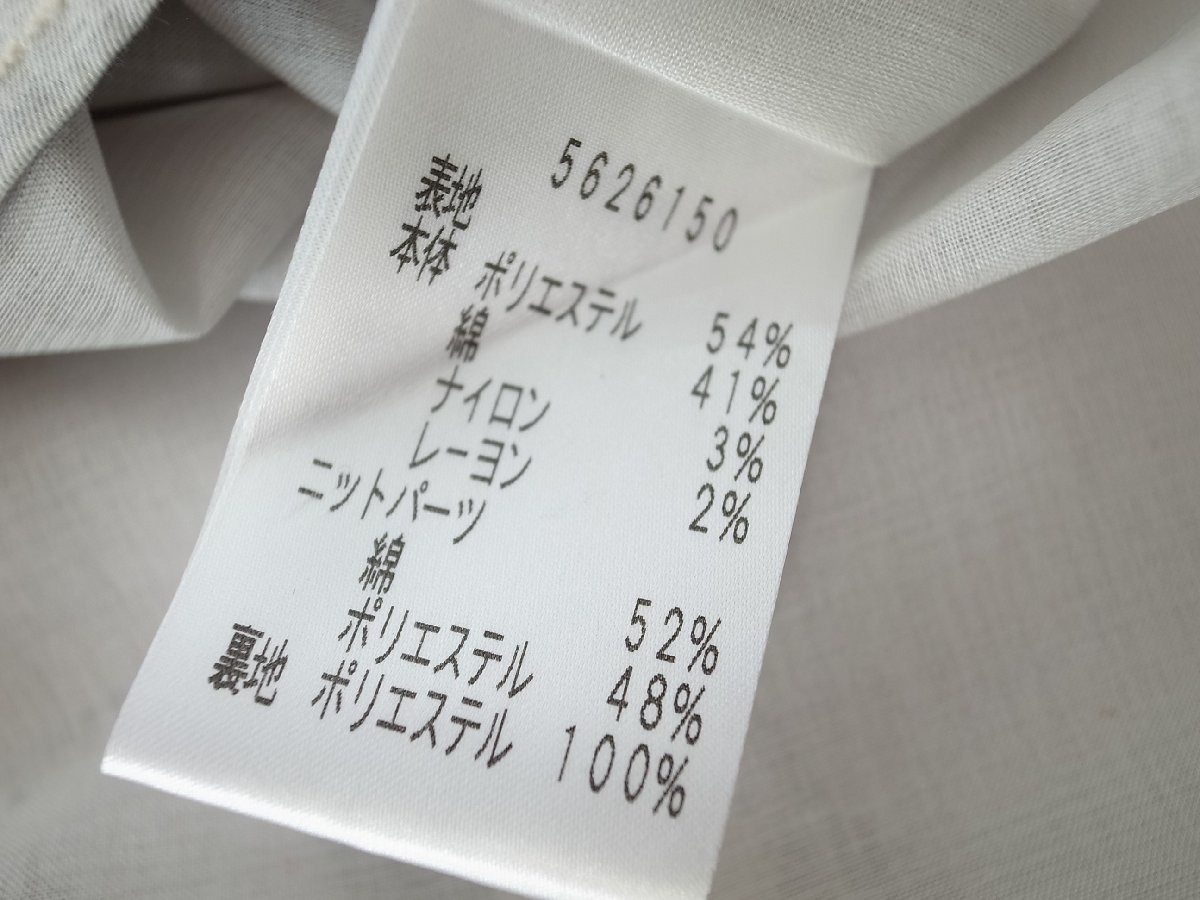 5626150
表地
本体 ポリエステル 54%
綿 41%
ナイロン 3%
レーヨン 2%
ニットパーツ
綿 52%
ポリエステル 48%
裏地 ポリエステル 100%